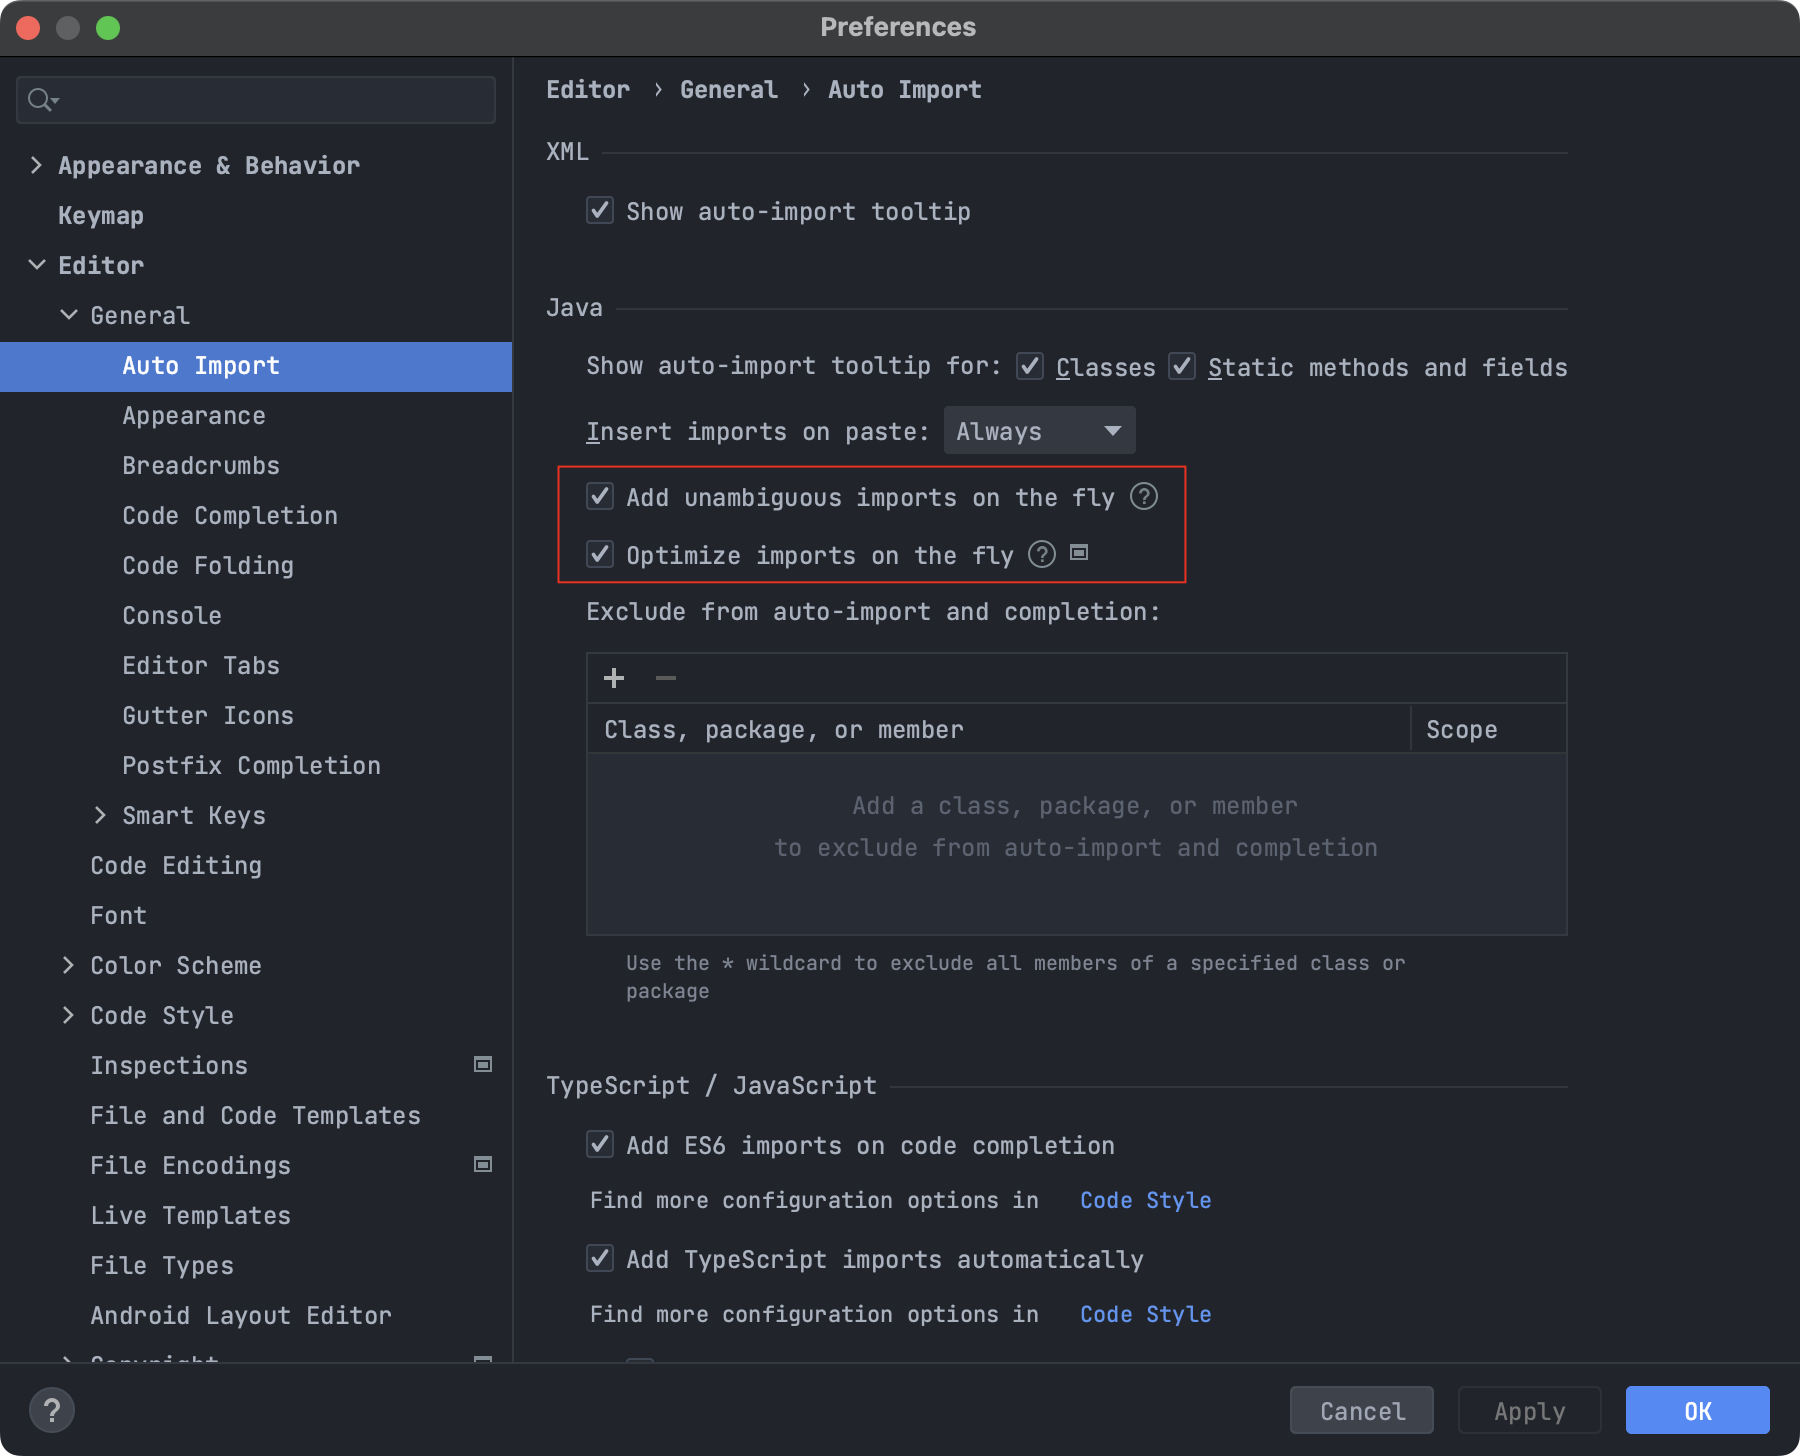 Preferences
Appearance & Behavior
Keymap
Editor
General
Auto Import
Appearance
Breadcrumbs
Code Completion
Code Folding
Console
Editor Tabs
Gutter Icons
Postfix Completion
Smart Keys
Code Editing
Font
Color Scheme
Code Style
Inspections
File and Code Templates
File Encodings
Live Templates
File Types
Android Layout Editor
Copyright
Editor › General › Auto Import
XML
Show auto-import tooltip
Java
Show auto-import tooltip for: Classes Static methods and fields
Insert imports on paste: Always
Add unambiguous imports on the fly ?
Optimize imports on the fly ?
Exclude from auto-import and completion:
Class, package, or member Scope
Add a class, package, or member
to exclude from auto-import and completion
Use the * wildcard to exclude all members of a specified class or
package
TypeScript / JavaScript
Add ES6 imports on code completion
Find more configuration options in Code Style
Add TypeScript imports automatically
Find more configuration options in Code Style
? Cancel Apply OK